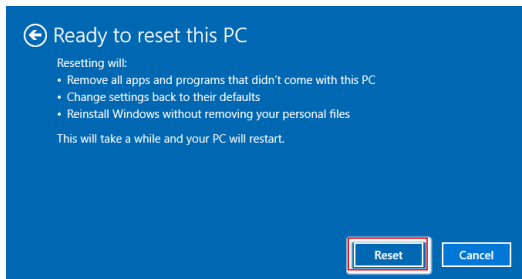 Ready to reset this PC
Resetting will:
• Remove all apps and programs that didn't come with this PC
• Change settings back to their defaults
• Reinstall Windows without removing your personal files
This will take a while and your PC will restart.
Reset Cancel